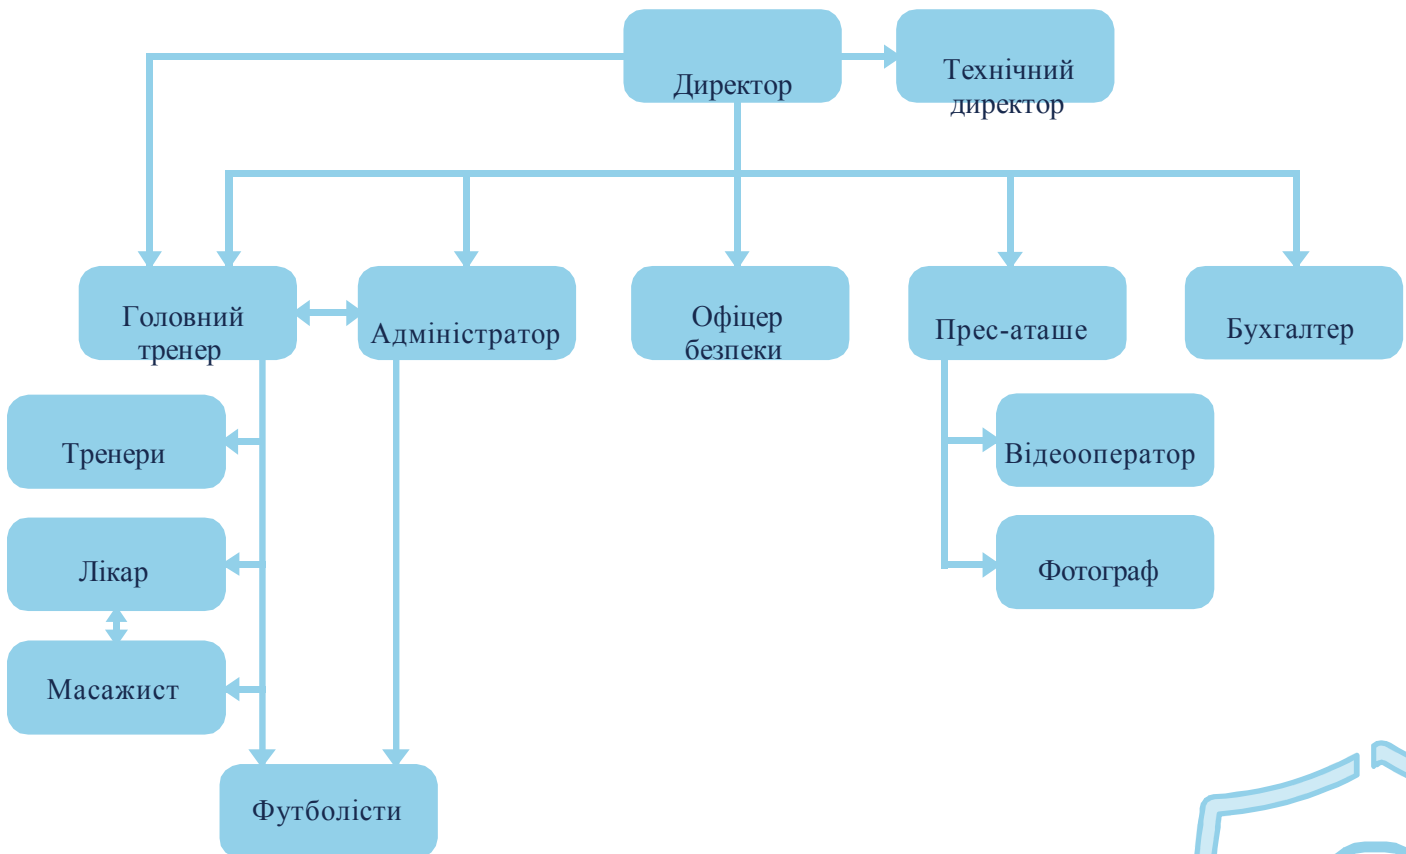 Директор
Технічний
директор
Головний
тренер
Адміністратор
Офіцер
безпеки
Прес-аташе
Бухгалтер
Тренери
Відеооператор
Лікар
Фотограф
Масажист
Футболісти